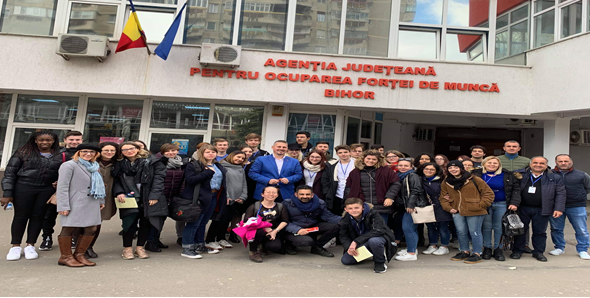 AGENȚIA JUDEȚEANĂ
PENTRU OCUPAREA FORȚEI DE MUNCĂ
BIHOR